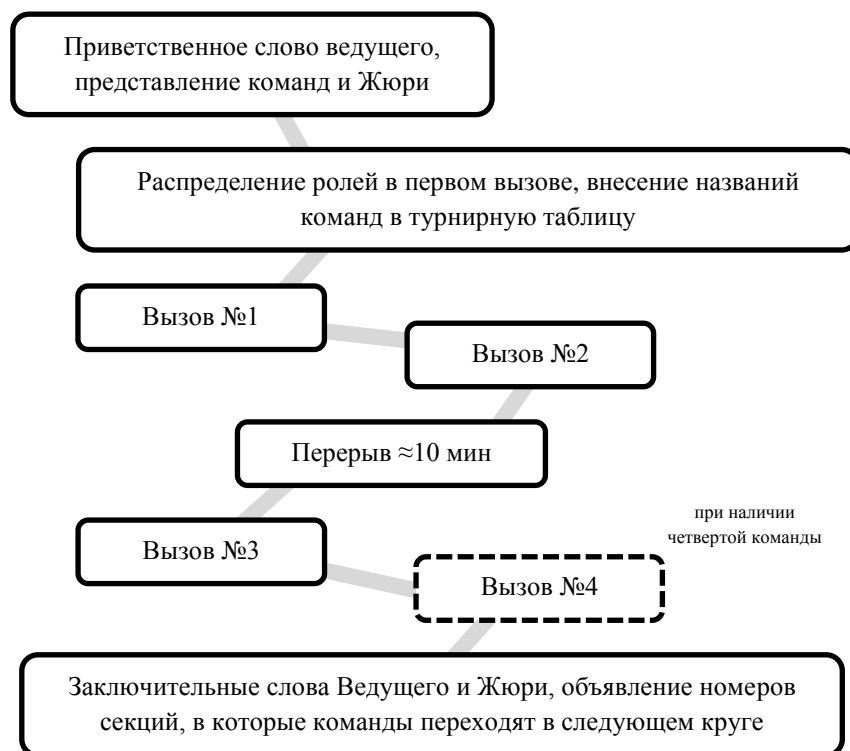 Приветственное слово ведущего,
представление команд и Жюри
Распределение ролей в первом вызове, внесение названий
команд в турнирную таблицу
Вызов №1
Вызов №2
Перерыв ≈10 мин
при наличии
четвертой команды
Вызов №3
Вызов №4
Заключительные слова Ведущего и Жюри, объявление номеров
секций, в которые команды переходят в следующем круге